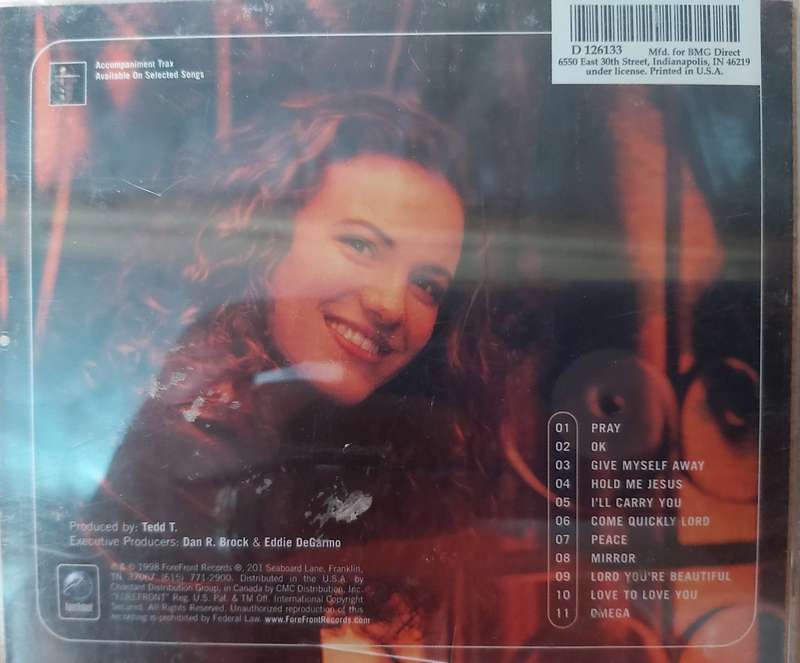 D 126133 Mfd. for BMG Direct
6550 East 30th Street, Indianapolis, IN 46219
under license. Printed in U.S.A.
Accompaniment Trax
Available On Selected Songs
01 PRAY
02 OK
03 GIVE MYSELF AWAY
04 HOLD ME JESUS
05 I'LL CARRY YOU
06 COME QUICKLY LORD
07 PEACE
08 MIRROR
09 LORD YOU'RE BEAUTIFUL
10 LOVE TO LOVE YOU
11 OMEGA
Produced by: Tedd T.
Executive Producers: Dan R. Brock & Eddie DeGarmo
℗ & © 1998 ForeFront Records ®, 201 Seaboard Lane, Franklin,
TN 37067 (615) 771-2900. Distributed in the U.S.A. by
Chordant Distribution Group, in Canada by CMC Distribution, Inc.
"FOREFRONT" Reg. U.S. Pat. & TM Off. International Copyright
Secured. All Rights Reserved. Unauthorized reproduction of this
recording is prohibited by Federal Law. www.ForeFrontRecords.com
forefront